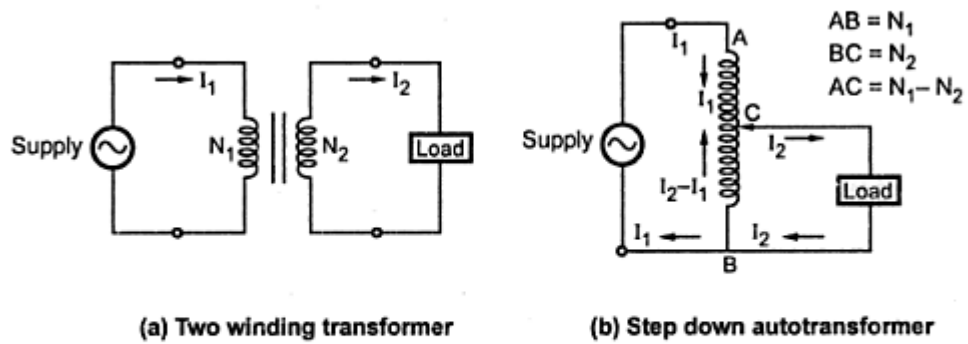 I₁
I₂
Supply
N₁
N₂
Load
(a) Two winding transformer
AB = N₁
BC = N₂
AC = N₁– N₂
I₁
A
I₁
C
Supply
I₂
I₂–I₁
Load
I₁
I₂
B
(b) Step down autotransformer